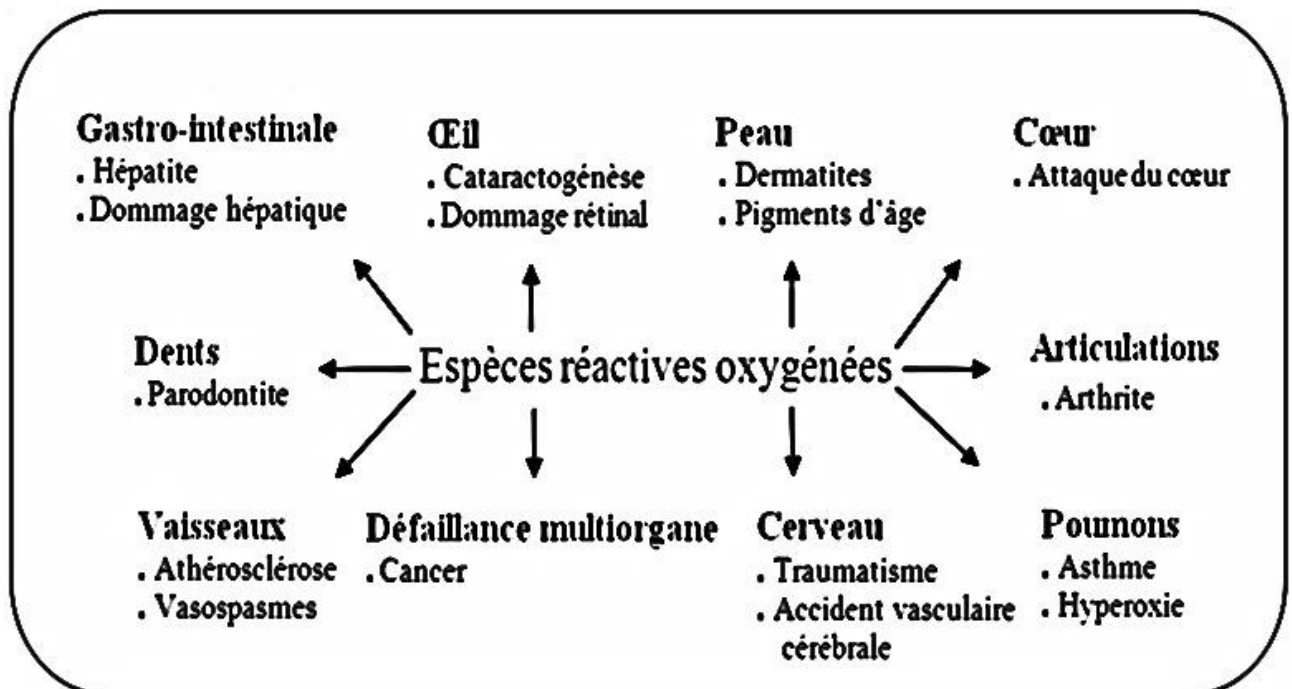 Gastro-intestinale
. Hépatite
. Dommage hépatique
Œil
. Cataractogénèse
. Dommage rétinal
Peau
. Dermatites
. Pigments d'âge
Cœur
. Attaque du cœur
Dents
. Parodontite
Espèces réactives oxygénées
Articulations
. Arthrite
Vaisseaux
. Athérosclérose
. Vasospasmes
Défaillance multiorgane
. Cancer
Cerveau
. Traumatisme
. Accident vasculaire
cérébrale
Poumons
. Asthme
. Hyperoxie